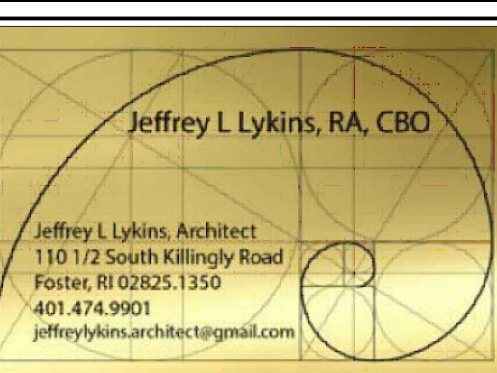 Jeffrey L Lykins, RA, CBO
Jeffrey L Lykins, Architect
110 1/2 South Killingly Road
Foster, RI 02825.1350
401.474.9901
jeffreylykins.architect@gmail.com